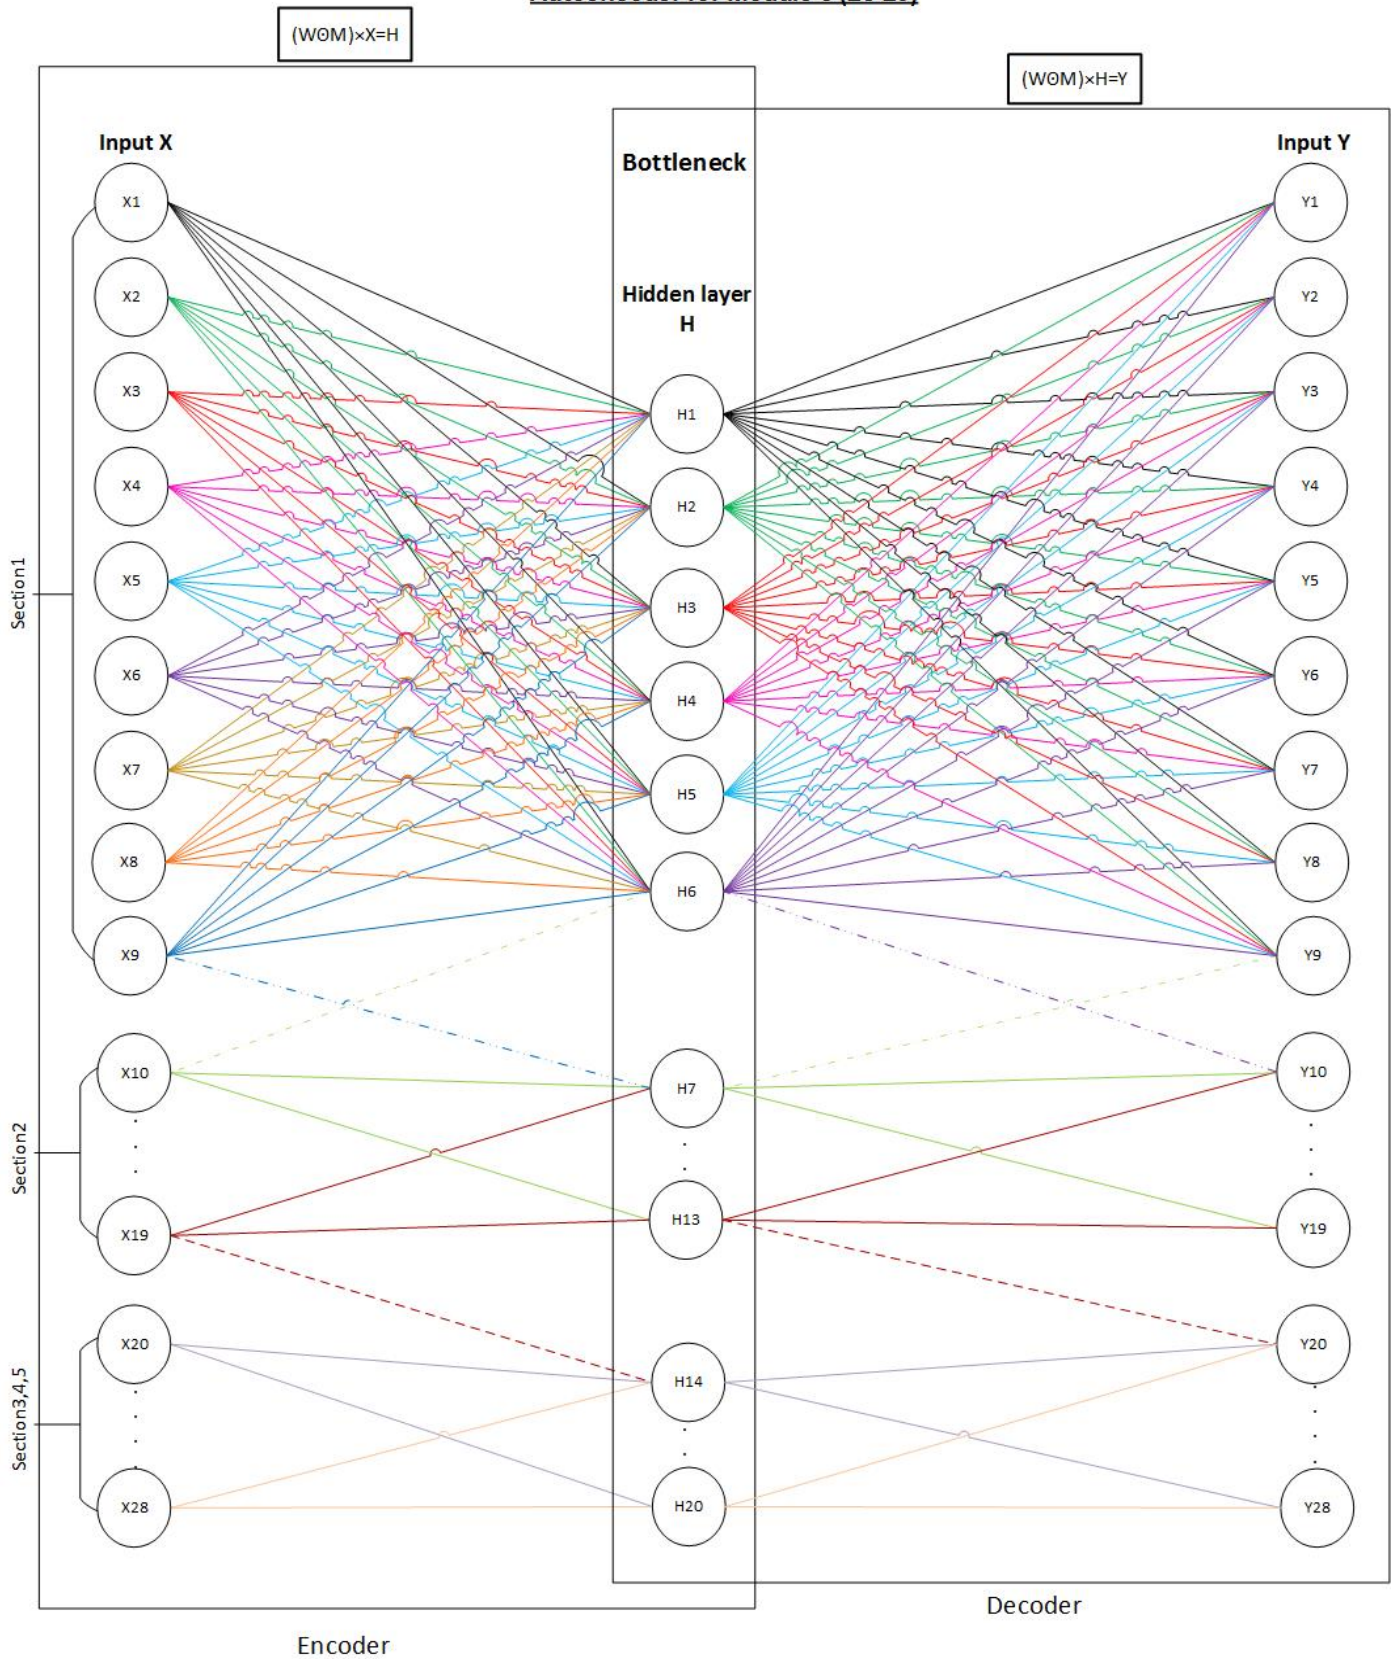 (WʘM)×X=H
(WʘM)×H=Y
Input X
Bottleneck
Input Y
Hidden layer
H
X1
X2
X3
X4
X5
X6
X7
X8
X9
X10
X19
X20
X28
H1
H2
H3
H4
H5
H6
H7
H13
H14
H20
Y1
Y2
Y3
Y4
Y5
Y6
Y7
Y8
Y9
Y10
Y19
Y20
Y28
Section1
Section2
Section3,4,5
Decoder
Encoder